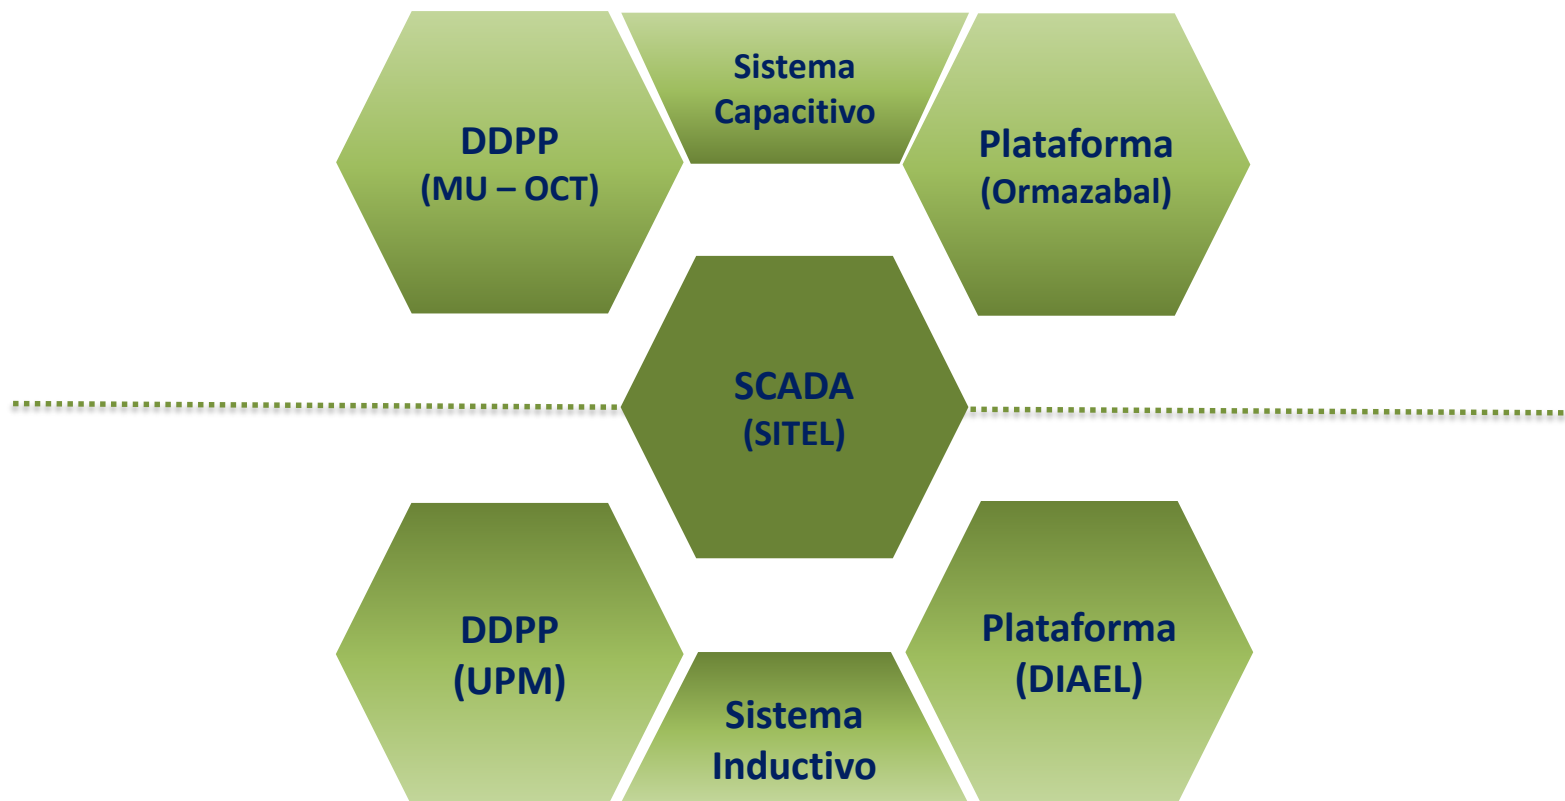 Sistema
Capacitivo
DDPP
(MU – OCT)
Plataforma
(Ormazabal)
SCADA
(SITEL)
DDPP
(UPM)
Plataforma
(DIAEL)
Sistema
Inductivo